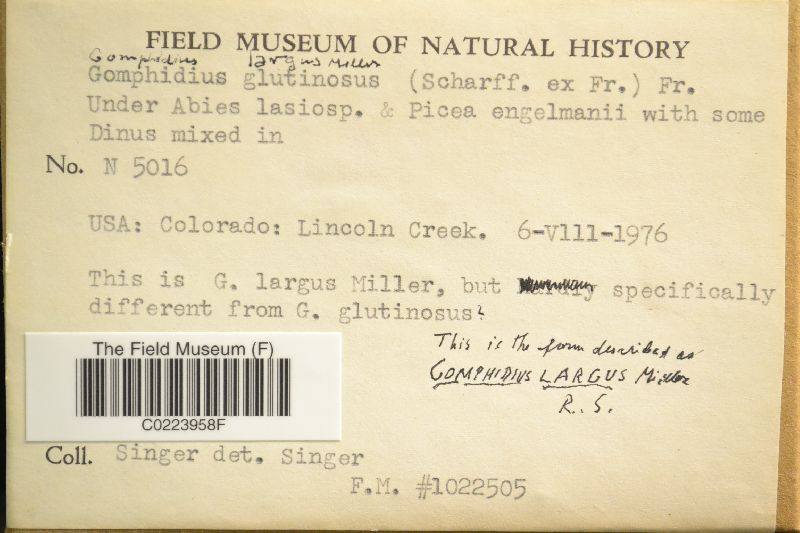 FIELD MUSEUM OF NATURAL HISTORY
Gomphidius largus Miller
Gomphidius glutinosus (Scharff. ex Fr.) Fr.
Under Abies lasiosp. & Picea engelmanii with some
Dinus mixed in
No. N 5016
USA: Colorado: Lincoln Creek. 6-V111-1976
This is G. largus Miller, but hardly specifically
different from G. glutinosus?
This is the form described as
GOMPHIDIUS LARGUS Miller
R. S.
The Field Museum (F)
C0223958F
Coll. Singer det. Singer
F.M. #1022505